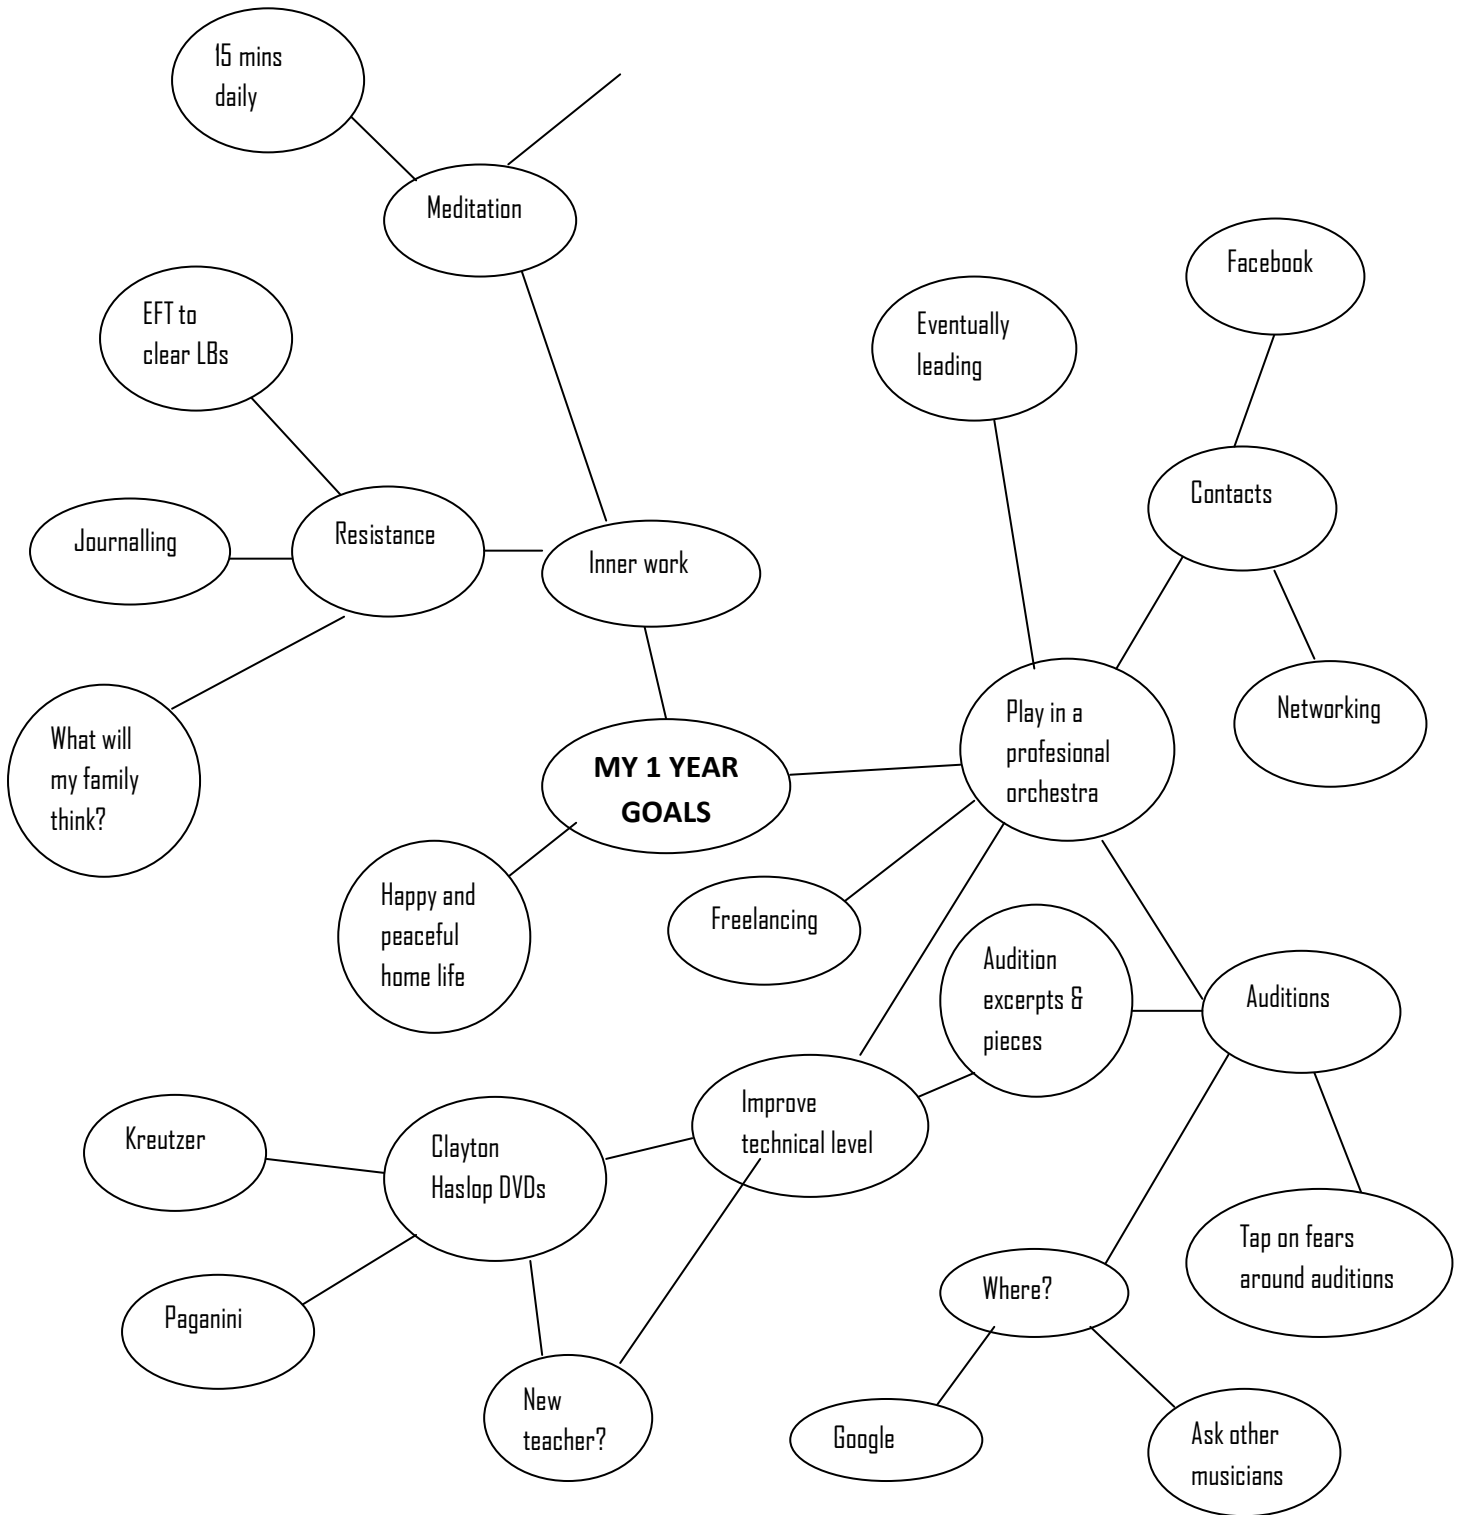 15 mins
daily
Meditation
Facebook
EFT to
clear LBs
Eventually
leading
Contacts
Journalling
Resistance
Inner work
What will
my family
think?
MY 1 YEAR
GOALS
Play in a
profesional
orchestra
Networking
Happy and
peaceful
home life
Freelancing
Audition
excerpts &
pieces
Auditions
Improve
technical level
Kreutzer
Clayton
Haslop DVDs
Paganini
Where?
Tap on fears
around auditions
New
teacher?
Google
Ask other
musicians